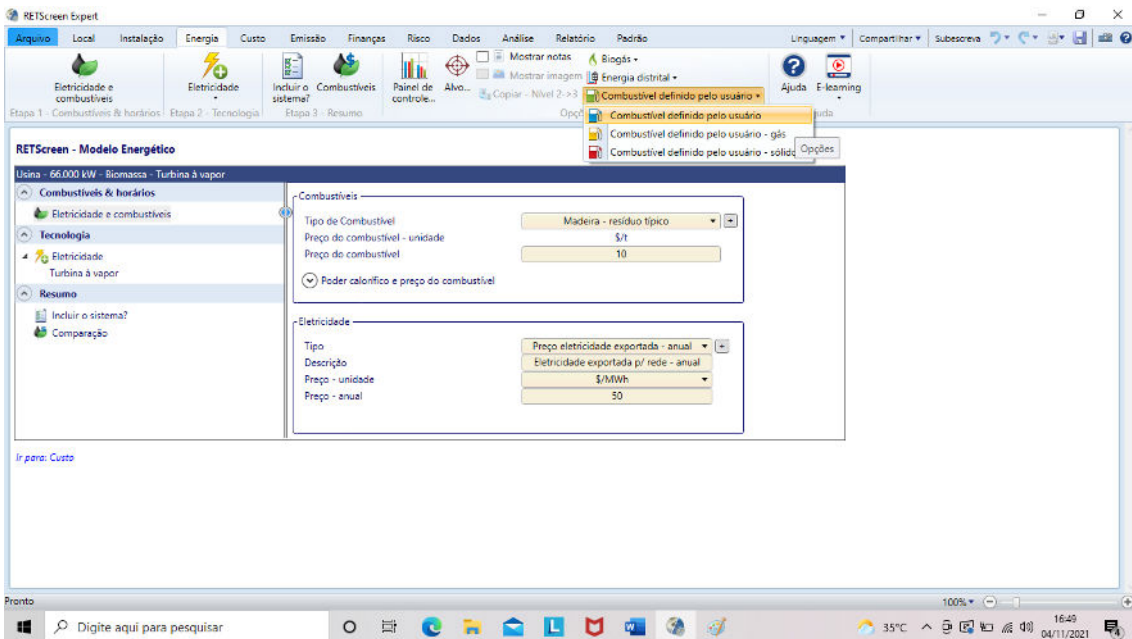 RETScreen Expert
Arquivo Local Instalação Energia Custo Emissão Finanças Risco Dados Análise Relatório Padrão Linguagem Compartilhar Subescreva
Eletricidade e combustíveis
Eletricidade
Incluir o sistema?
Combustíveis
Painel de controle...
Alvo...
Mostrar notas
Mostrar imagem
Copiar - Nível 2->3
Biogás
Energia distrital
Combustível definido pelo usuário
Ajuda
E-learning
Etapa 1 - Combustíveis & horários
Etapa 2 - Tecnologia
Etapa 3 - Resumo
Combustível definido pelo usuário
Combustível definido pelo usuário - gás
Combustível definido pelo usuário - sólido
Opções
RETScreen - Modelo Energético
Usina - 66.000 kW - Biomassa - Turbina à vapor
Combustíveis & horários
Eletricidade e combustíveis
Tecnologia
Eletricidade
Turbina à vapor
Resumo
Incluir o sistema?
Comparação
Combustíveis
Tipo de Combustível Madeira - resíduo típico
Preço do combustível - unidade $/t
Preço do combustível 10
Poder calorífico e preço do combustível
Eletricidade
Tipo Preço eletricidade exportada - anual
Descrição Eletricidade exportada p/ rede - anual
Preço - unidade $/MWh
Preço - anual 50
Ir para: Custo
Pronto
100%
Digite aqui para pesquisar
35°C
16:49
04/11/2021